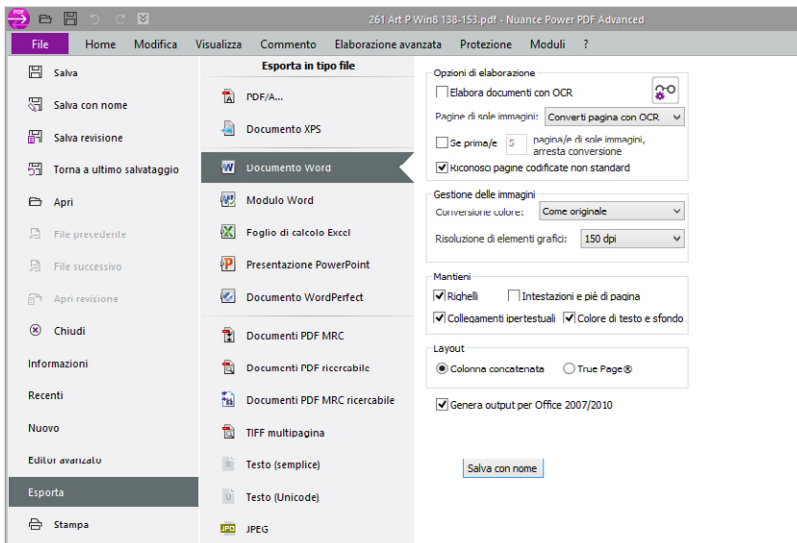 261 Art P Win8 138-153.pdf - Nuance Power PDF Advanced
File Home Modifica Visualizza Commento Elaborazione avanzata Protezione Moduli ?
Salva
Salva con nome
Salva revisione
Torna a ultimo salvataggio
Apri
File precedente
File successivo
Apri revisione
Chiudi
Informazioni
Recenti
Nuovo
Editor avanzato
Esporta
Stampa
Esporta in tipo file
PDF/A...
Documento XPS
Documento Word
Modulo Word
Foglio di calcolo Excel
Presentazione PowerPoint
Documento WordPerfect
Documenti PDF MRC
Documenti PDF ricercabile
Documenti PDF MRC ricercabile
TIFF multipagina
Testo (semplice)
Testo (Unicode)
JPEG
Opzioni di elaborazione
Elabora documenti con OCR
Pagine di sole immagini: Converti pagina con OCR
Se prima/e 5 pagina/e di sole immagini,
arresta conversione
Riconosci pagine codificate non standard
Gestione delle immagini
Conversione colore: Come originale
Risoluzione di elementi grafici: 150 dpi
Mantieni
Righelli Intestazioni e piè di pagina
Collegamenti ipertestuali Colore di testo e sfondo
Layout
Colonna concatenata True Page®
Genera output per Office 2007/2010
Salva con nome